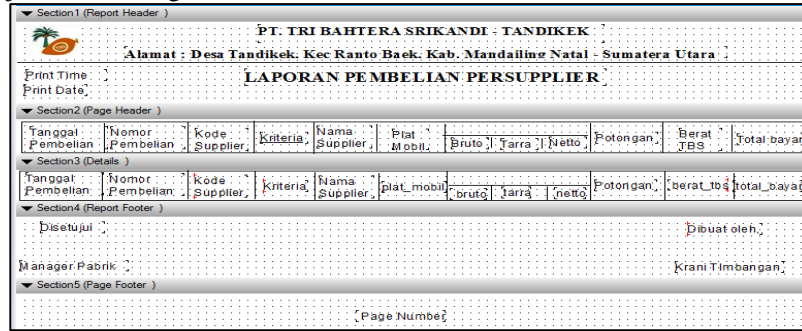 Section1 (Report Header )
PT. TRI BAHTERA SRIKANDI - TANDIKEK
Alamat : Desa Tandikek. Kec Ranto Baek. Kab. Mandailing Natal - Sumatera Utara
Print Time
LAPORAN PEMBELIAN PERSUPPLIER
Print Date
Section2 (Page Header )
Tanggal Pembelian Nomor Pembelian Kode Supplier Kriteria Nama Supplier Plat Mobil Bruto Tarra Netto Potongan Berat TBS Total bayar
Section3 (Details )
Tanggal Pembelian Nomor Pembelian Kode Supplier Kriteria Nama Supplier plat_mobil bruto tarra netto Potongan berat_tbs total_bayar
Section4 (Report Footer )
Disetujui Dibuat oleh,
Manager Pabrik Krani TImbangan
Section5 (Page Footer )
Page Number